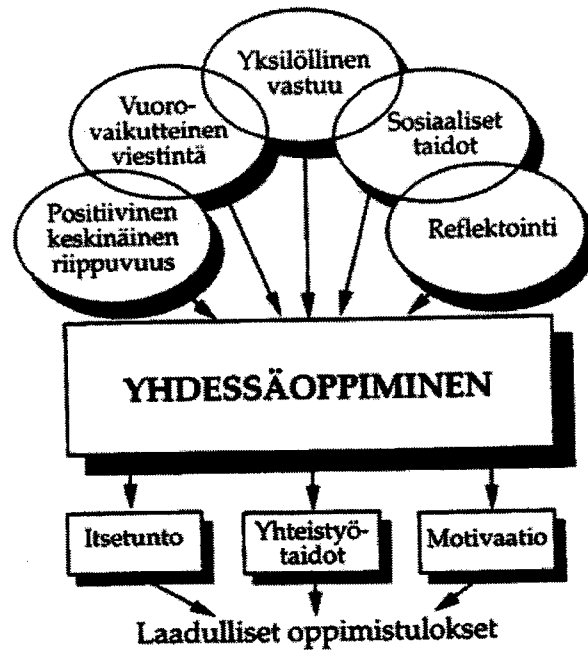 Yksilöllinen
vastuu
Vuoro-
vaikutteinen
viestintä
Sosiaaliset
taidot
Positiivinen
keskinäinen
riippuvuus
Reflektointi
YHDESSÄOPPIMINEN
Itsetunto
Yhteistyö-
taidot
Motivaatio
Laadulliset oppimistulokset